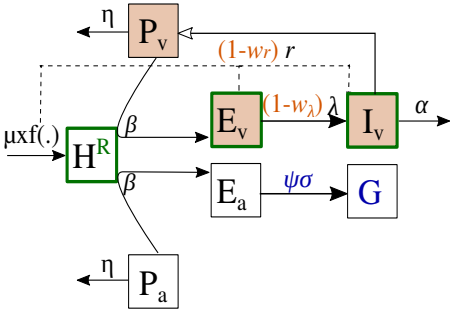 η P_v
(1-w_r) r
μxf(.) H^R β E_v (1-w_λ) λ I_v α
β E_a ψσ G
η P_a